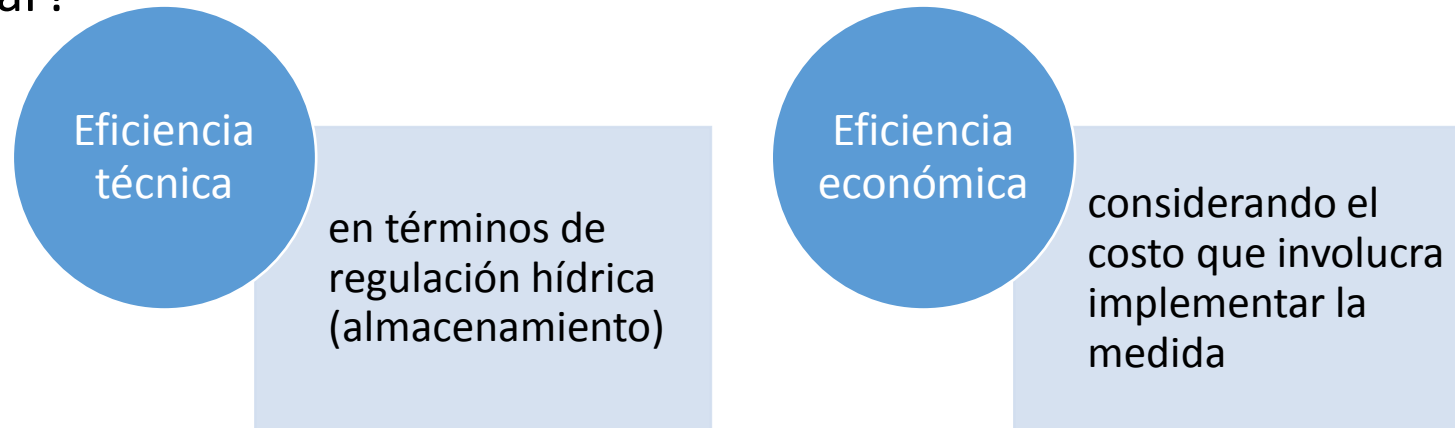 Eficiencia
técnica
en términos de
regulación hídrica
(almacenamiento)
Eficiencia
económica
considerando el
costo que involucra
implementar la
medida